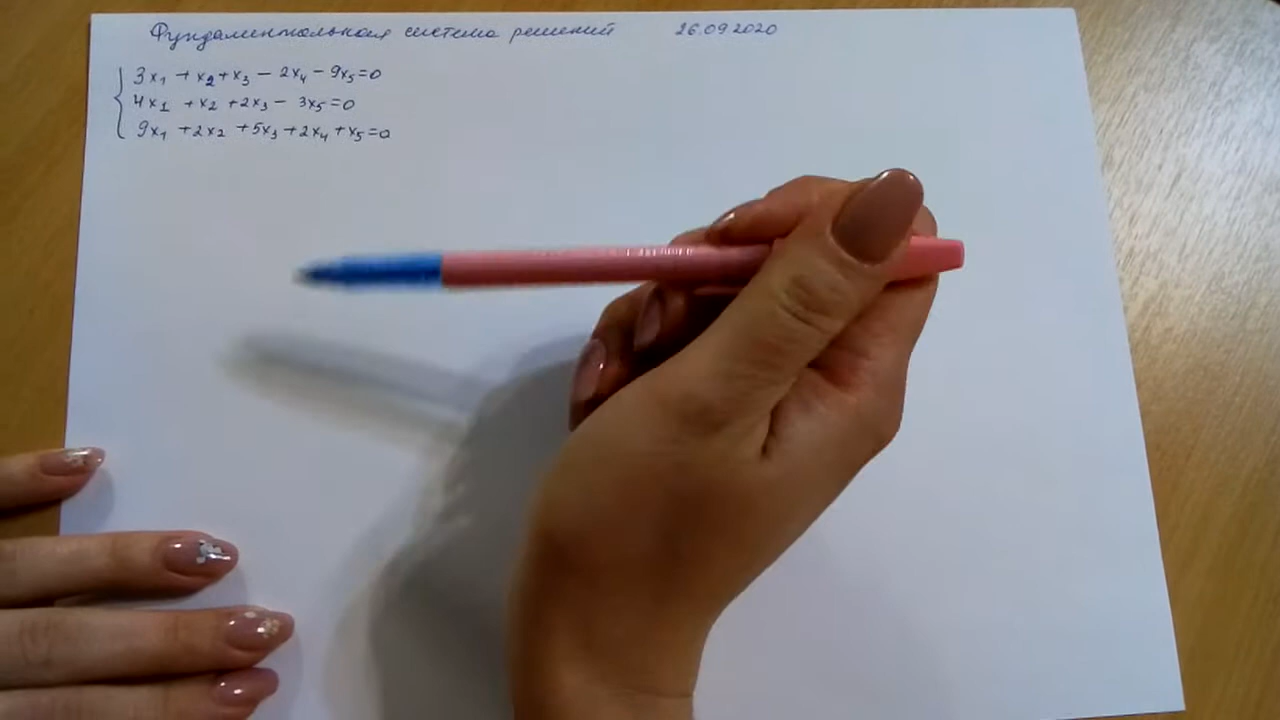 Фундаментальная система решений 26.09.2020
3x₁ + x₂ + x₃ - 2x₄ - 9x₅ = 0
4x₁ + x₂ + 2x₃ - 3x₅ = 0
9x₁ + 2x₂ + 5x₃ + 2x₄ + x₅ = 0